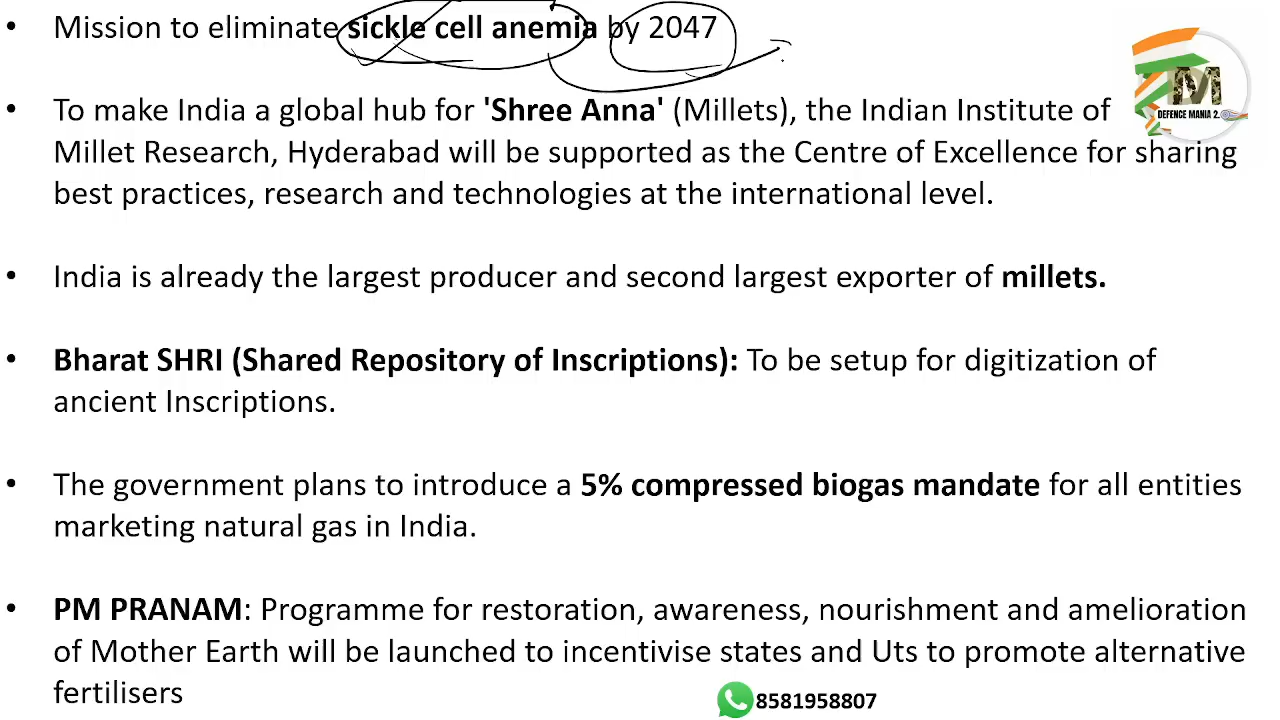 • Mission to eliminate sickle cell anemia by 2047
• To make India a global hub for 'Shree Anna' (Millets), the Indian Institute of
Millet Research, Hyderabad will be supported as the Centre of Excellence for sharing
best practices, research and technologies at the international level.
• India is already the largest producer and second largest exporter of millets.
• Bharat SHRI (Shared Repository of Inscriptions): To be setup for digitization of
ancient Inscriptions.
• The government plans to introduce a 5% compressed biogas mandate for all entities
marketing natural gas in India.
• PM PRANAM: Programme for restoration, awareness, nourishment and amelioration
of Mother Earth will be launched to incentivise states and Uts to promote alternative
fertilisers
8581958807
DM
DEFENCE MANIA 2.